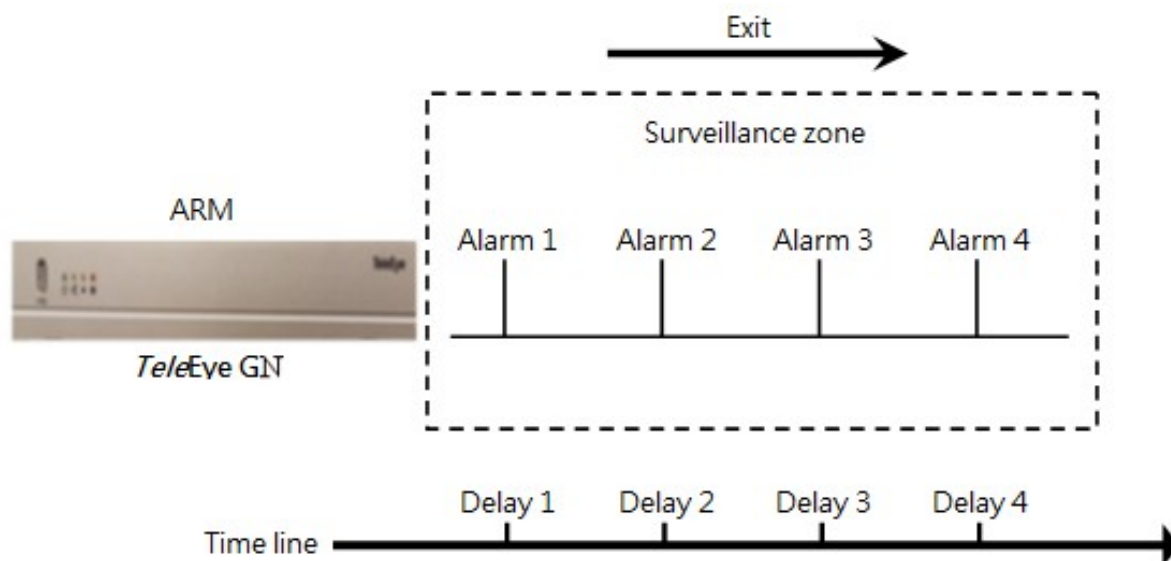 Exit
Surveillance zone
ARM
Alarm 1 Alarm 2 Alarm 3 Alarm 4
TeleEye GN
Delay 1 Delay 2 Delay 3 Delay 4
Time line